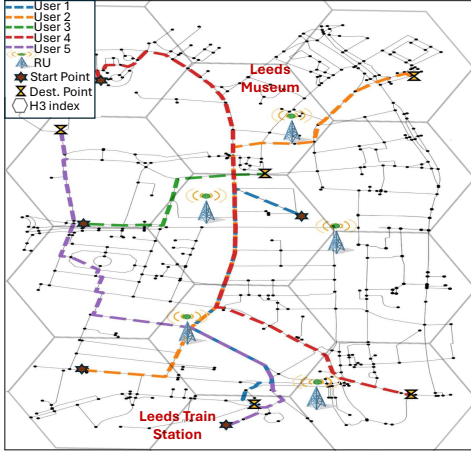 User 1
User 2
User 3
User 4
User 5
RU
Start Point
Dest. Point
H3 index
Leeds
Museum
Leeds Train
Station